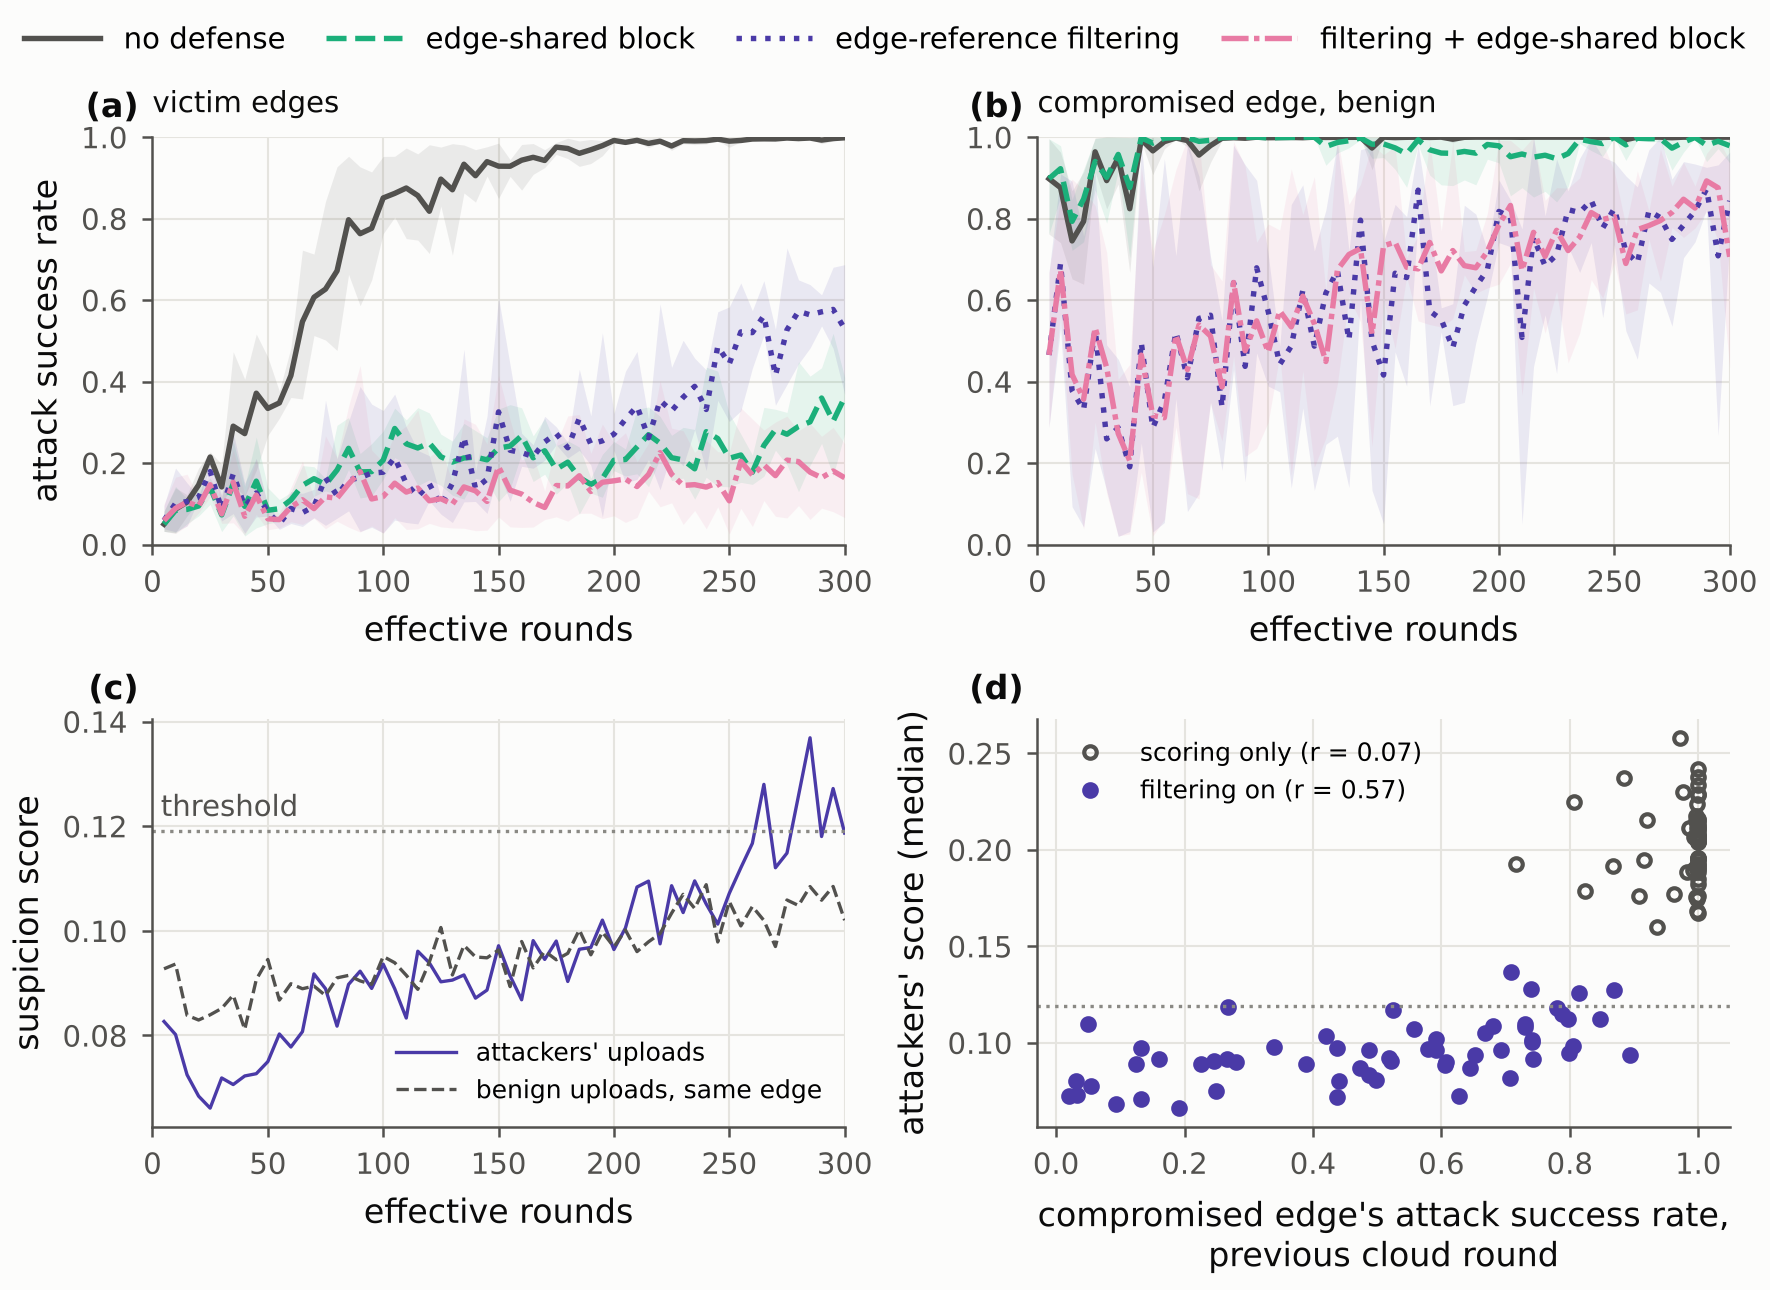 no defense edge-shared block edge-reference filtering filtering + edge-shared block
(a) victim edges
attack success rate
1.0
0.8
0.6
0.4
0.2
0.0
0 50 100 150 200 250 300
effective rounds
(b) compromised edge, benign
1.0
0.8
0.6
0.4
0.2
0.0
0 50 100 150 200 250 300
effective rounds
(c)
suspicion score
0.14
0.12
0.10
0.08
threshold
attackers' uploads
benign uploads, same edge
0 50 100 150 200 250 300
effective rounds
(d)
attackers' score (median)
0.25
0.20
0.15
0.10
scoring only (r = 0.07)
filtering on (r = 0.57)
0.0 0.2 0.4 0.6 0.8 1.0
compromised edge's attack success rate,
previous cloud round